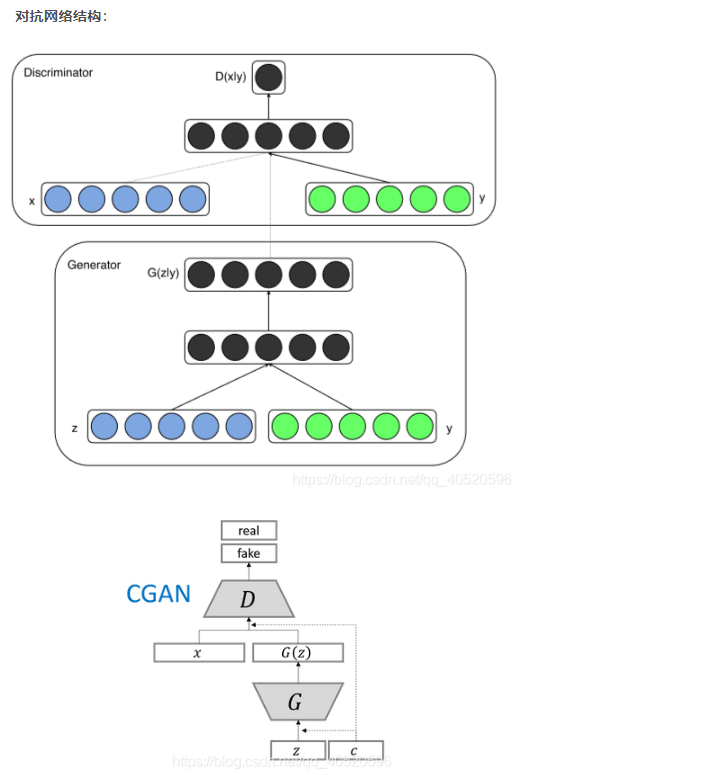 对抗网络结构：
Discriminator
D(x|y)
x
y
Generator
G(z|y)
z
y
https://blog.csdn.net/qq_40520596
real
fake
CGAN
D
x
G(z)
G
z
c
https://blog.csdn.net/qq_40520596